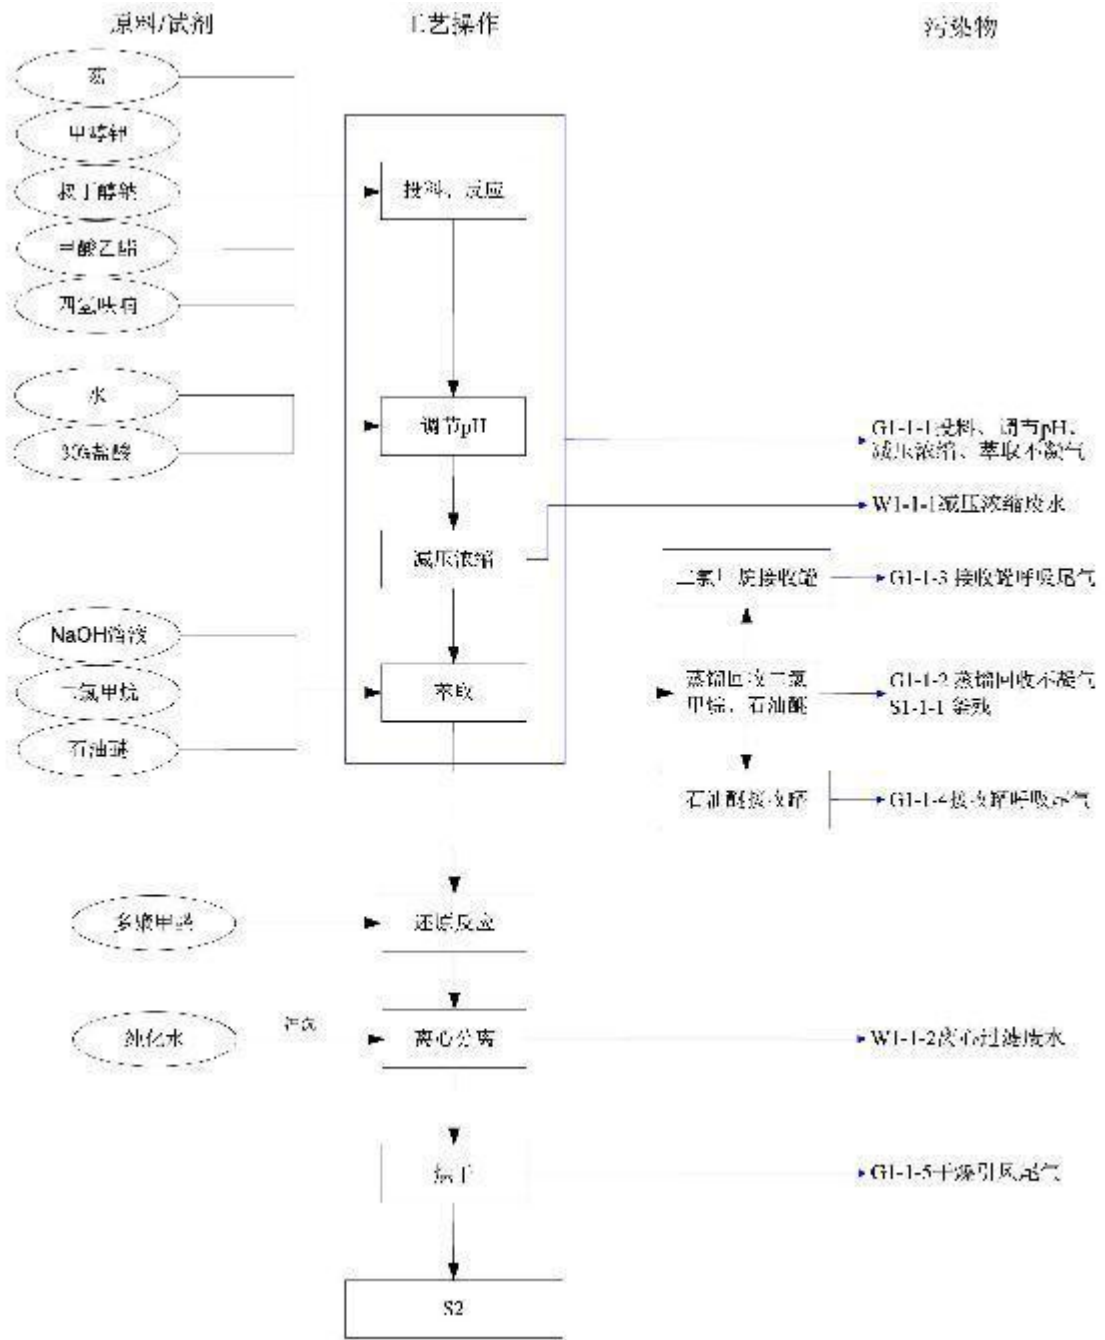 原料/试剂
工艺操作
污染物
芴
甲醇钾
叔丁醇钠
甲酸乙酯
四氢呋喃
投料、反应
水
30%盐酸
调节pH
G1-1-1投料、调节pH、
减压浓缩、萃取不凝气
W1-1-1减压浓缩废水
减压浓缩
二氯甲烷接收罐
G1-1-3 接收罐呼吸尾气
NaOH溶液
二氯甲烷
石油醚
萃取
蒸馏回收二氯
甲烷、石油醚
G1-1-2 蒸馏回收不凝气
S1-1-1 釜残
石油醚接收罐
G1-1-4接收罐呼吸尾气
多聚甲醛
还原反应
纯化水
冲洗
离心分离
W1-1-2离心过滤废水
烘干
G1-1-5干燥引风尾气
S2